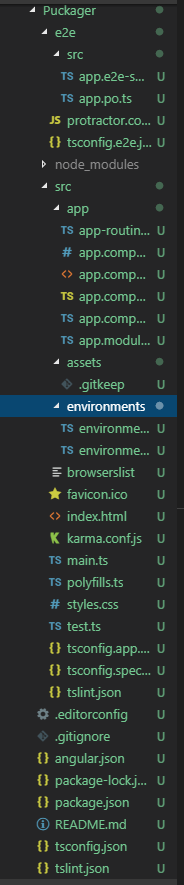 Puckager
e2e
src
app.e2e-s... U
app.po.ts U
protractor.co... U
tsconfig.e2e.j... U
node_modules
src
app
app-routin... U
app.comp... U
app.comp... U
app.comp... U
app.comp... U
app.modul... U
assets
.gitkeep U
environments
environme... U
environme... U
browserslist U
favicon.ico U
index.html U
karma.conf.js U
main.ts U
polyfills.ts U
styles.css U
test.ts U
tsconfig.app.... U
tsconfig.spec... U
tslint.json U
.editorconfig U
.gitignore U
angular.json U
package-lock.j... U
package.json U
README.md U
tsconfig.json U
tslint.json U